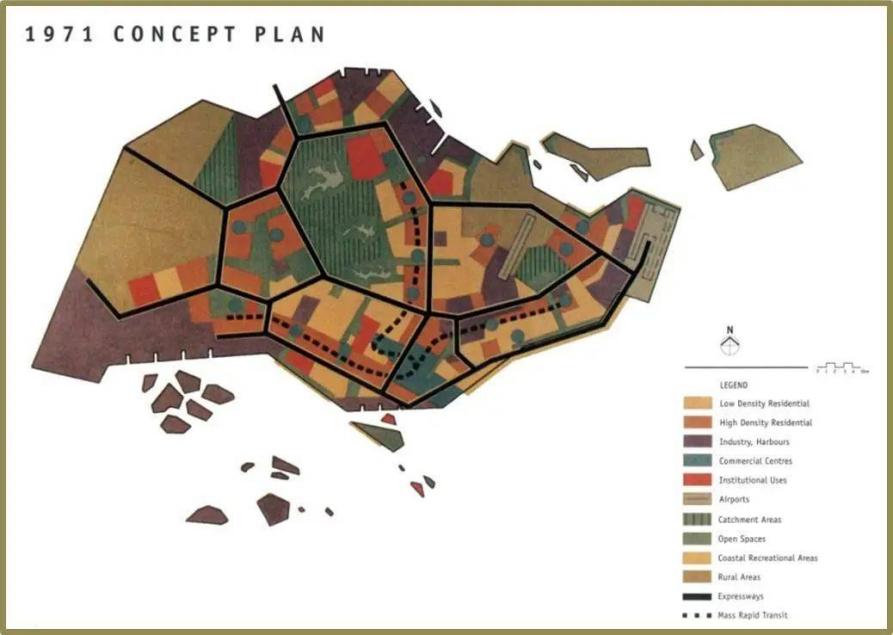 1971 CONCEPT PLAN
N
LEGEND
Low Density Residential
High Density Residential
Industry, Harbours
Commercial Centres
Institutional Uses
Airports
Catchment Areas
Open Spaces
Coastal Recreational Areas
Rural Areas
Expressways
Mass Rapid Transit